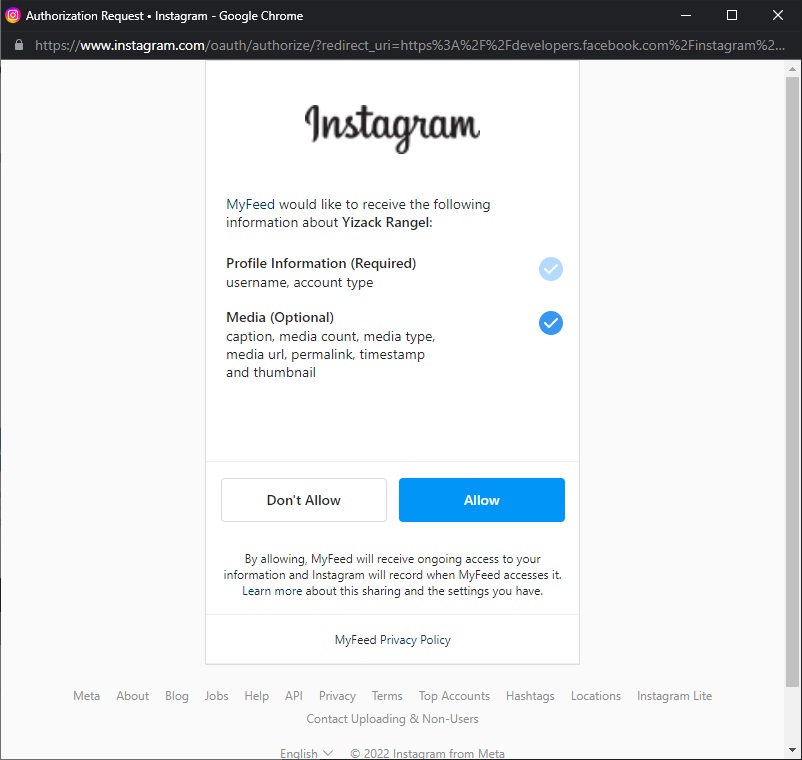 Authorization Request • Instagram - Google Chrome
https://www.instagram.com/oauth/authorize/?redirect_uri=https%3A%2F%2Fdevelopers.facebook.com%2Finstagram%2...
Instagram
MyFeed would like to receive the following
information about Yizack Rangel:
Profile Information (Required)
username, account type
Media (Optional)
caption, media count, media type,
media url, permalink, timestamp
and thumbnail
Don't Allow
Allow
By allowing, MyFeed will receive ongoing access to your
information and Instagram will record when MyFeed accesses it.
Learn more about this sharing and the settings you have.
MyFeed Privacy Policy
Meta About Blog Jobs Help API Privacy Terms Top Accounts Hashtags Locations Instagram Lite
Contact Uploading & Non-Users
English © 2022 Instagram from Meta